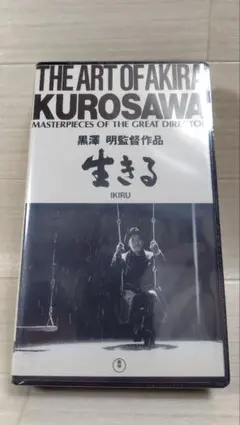 THE ART OF AKIRA
KUROSAWA
MASTERPIECES OF THE GREAT DIRECTOR
黒澤 明監督作品
生きる
IKIRU